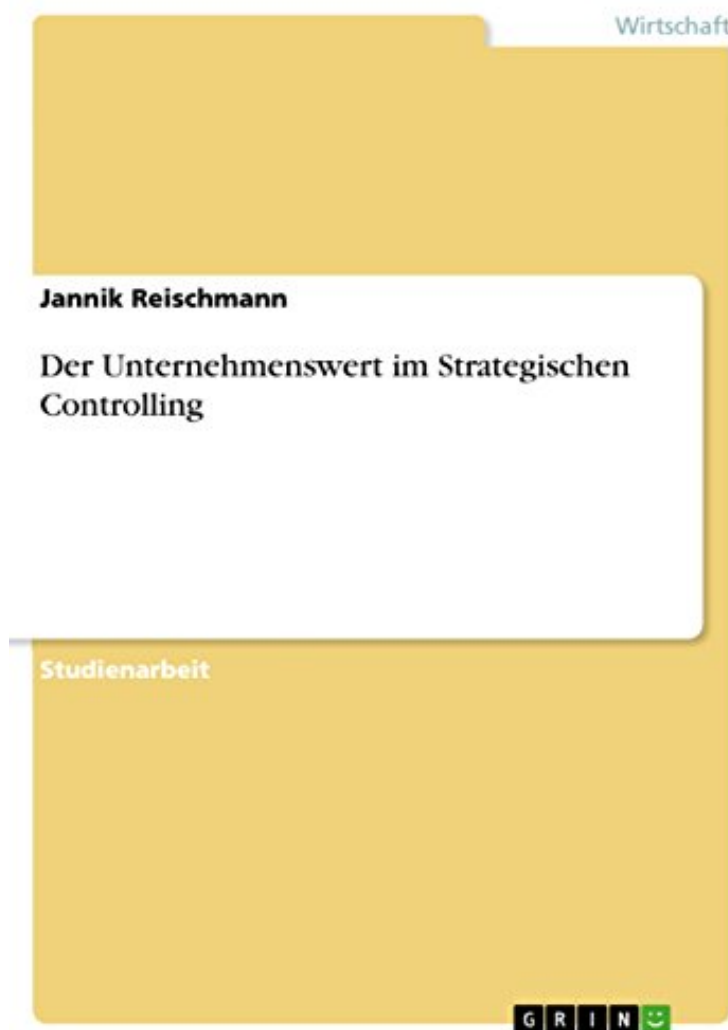 Wirtschaft
Jannik Reischmann
Der Unternehmenswert im Strategischen
Controlling
Studienarbeit
GRIN